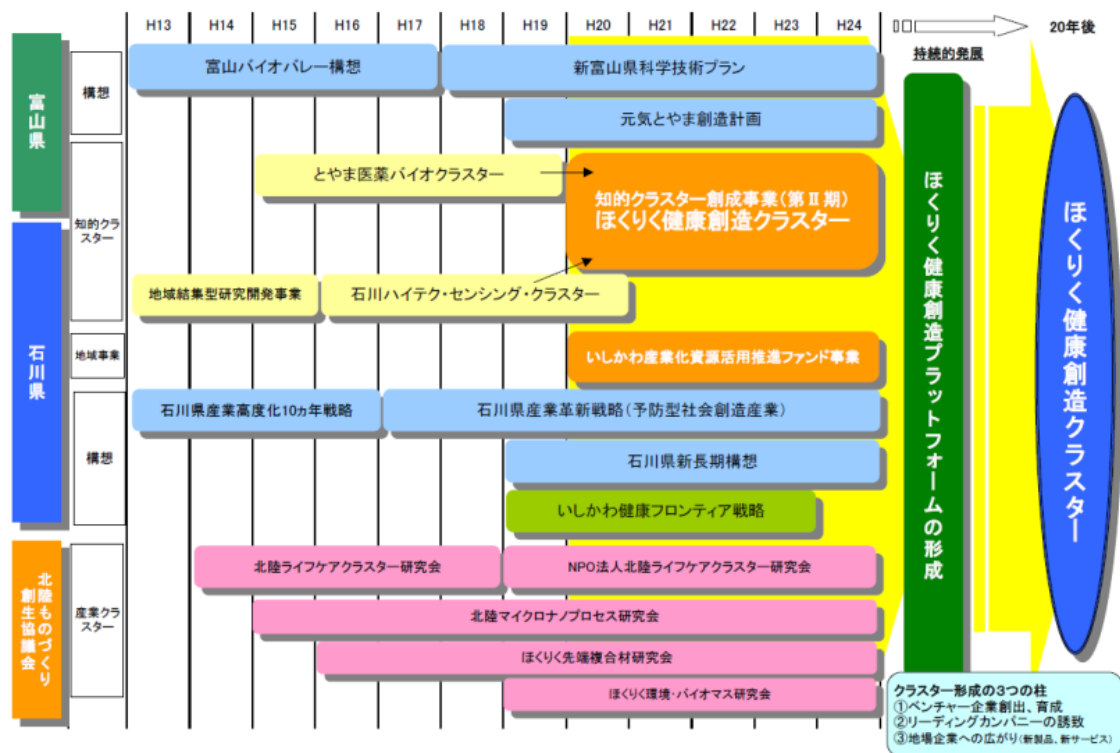 H13 H14 H15 H16 H17 H18 H19 H20 H21 H22 H23 H24
20年後
持続的発展
富山県
構想
富山バイオバレー構想
新富山県科学技術プラン
元気とやま創造計画
知的クラ
スター
とやま医薬バイオクラスター
知的クラスター創成事業(第Ⅱ期)
ほくりく健康創造クラスター
地域結集型研究開発事業
石川ハイテク・センシング・クラスター
石川県
地域事業
いしかわ産業化資源活用推進ファンド事業
構想
石川県産業高度化10ヵ年戦略
石川県産業革新戦略(予防型社会創造産業)
石川県新長期構想
いしかわ健康フロンティア戦略
北陸ものづくり
創生協議会
産業クラ
スター
北陸ライフケアクラスター研究会
NPO法人北陸ライフケアクラスター研究会
北陸マイクロナノプロセス研究会
ほくりく先端複合材研究会
ほくりく環境・バイオマス研究会
ほくりく健康創造プラットフォームの形成
ほくりく健康創造クラスター
クラスター形成の3つの柱
①ベンチャー企業創出、育成
②リーディングカンパニーの誘致
③地場企業への広がり(新製品、新サービス)